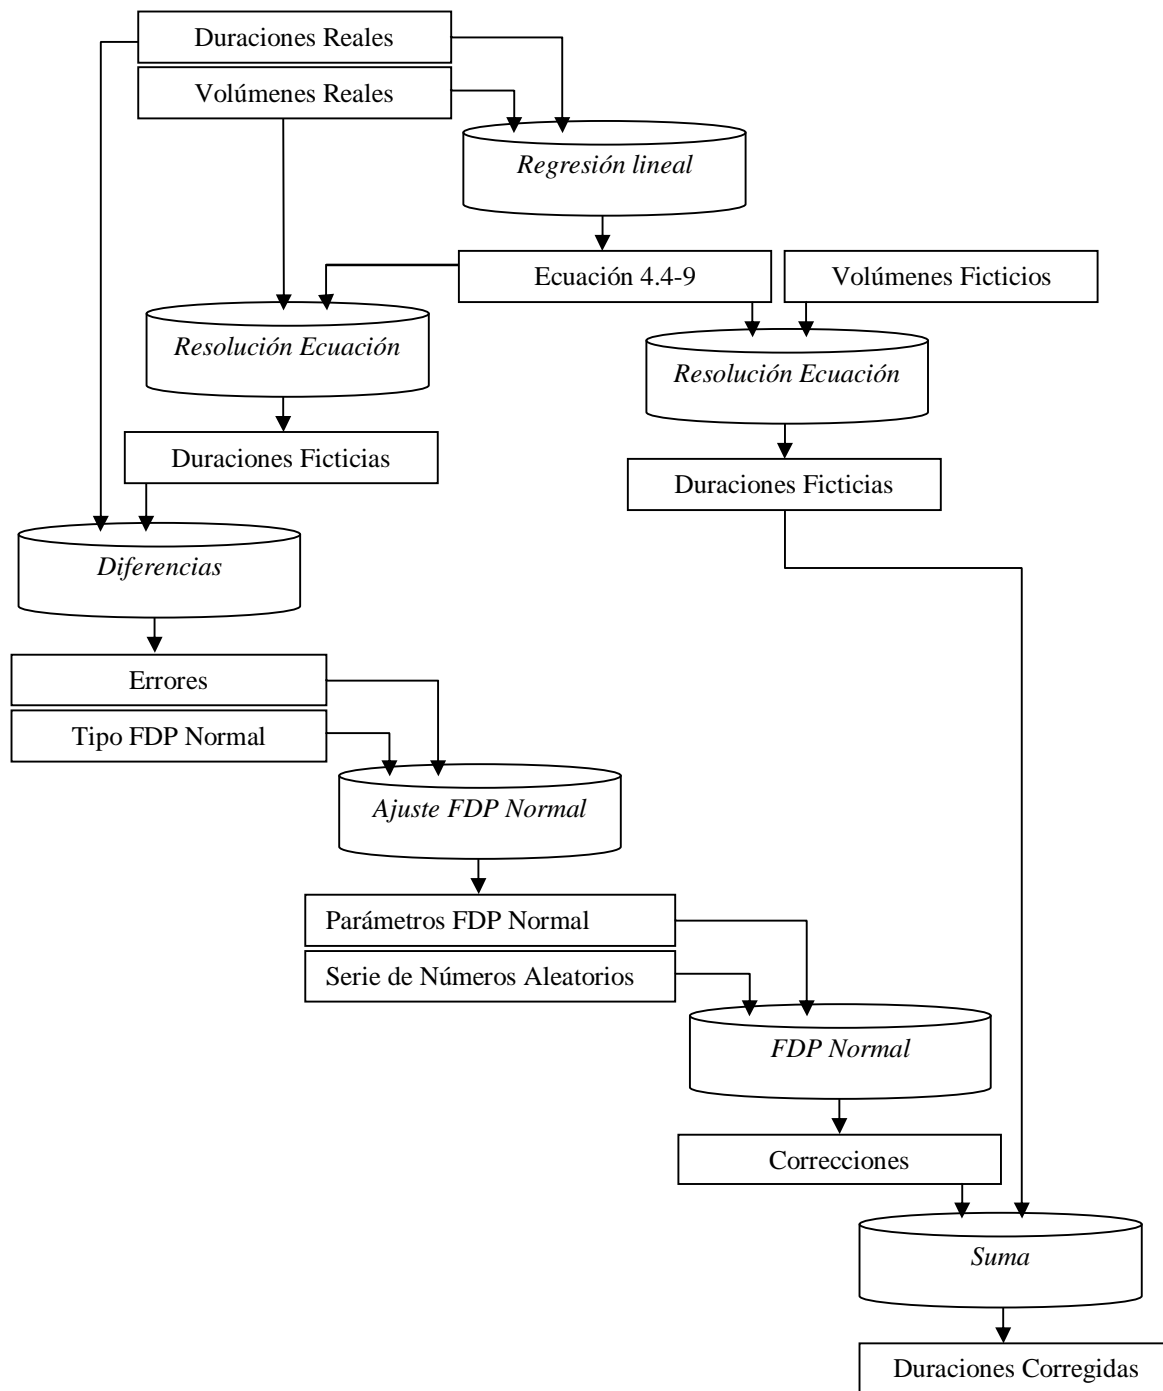 Duraciones Reales
Volúmenes Reales
Regresión lineal
Ecuación 4.4-9
Volúmenes Ficticios
Resolución Ecuación
Resolución Ecuación
Duraciones Ficticias
Duraciones Ficticias
Diferencias
Errores
Tipo FDP Normal
Ajuste FDP Normal
Parámetros FDP Normal
Serie de Números Aleatorios
FDP Normal
Correcciones
Suma
Duraciones Corregidas